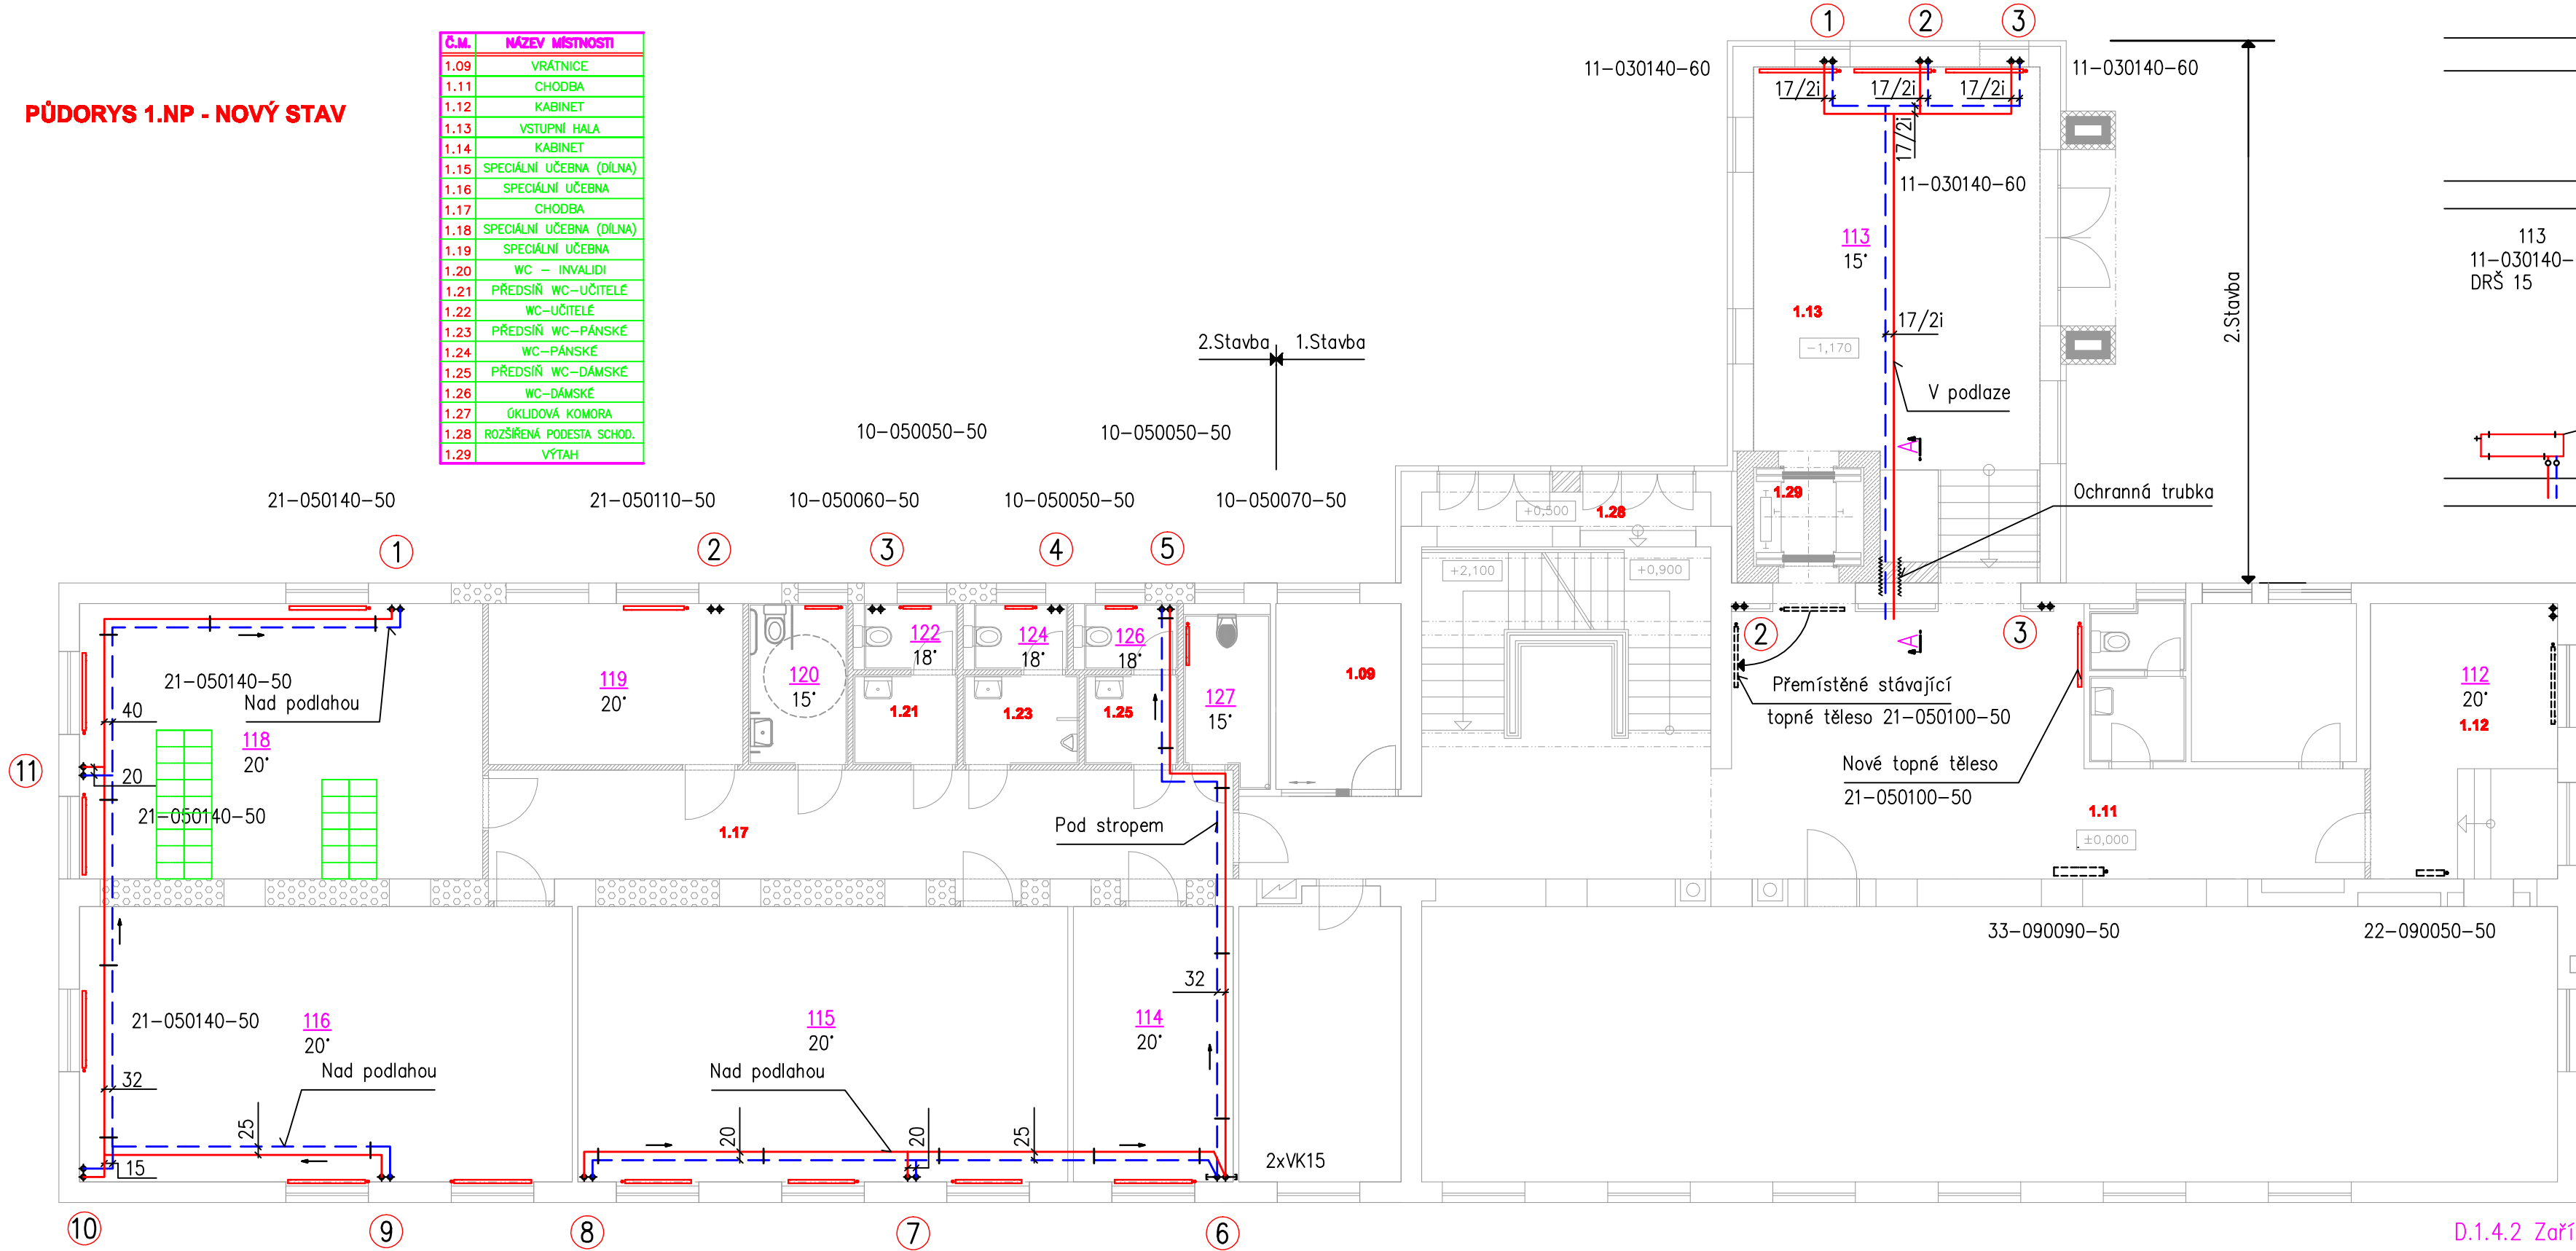 PŮDORYS 1.NP - NOVÝ STAV
Č.M. NÁZEV MÍSTNOSTI
1.09 VRÁTNICE
1.11 CHODBA
1.12 KABINET
1.13 VSTUPNÍ HALA
1.14 KABINET
1.15 SPECIÁLNÍ UČEBNA (DÍLNA)
1.16 SPECIÁLNÍ UČEBNA
1.17 CHODBA
1.18 SPECIÁLNÍ UČEBNA (DÍLNA)
1.19 SPECIÁLNÍ UČEBNA
1.20 WC - INVALIDI
1.21 PŘEDSÍŇ WC-UČITELÉ
1.22 WC-UČITELÉ
1.23 PŘEDSÍŇ WC-PÁNSKÉ
1.24 WC-PÁNSKÉ
1.25 PŘEDSÍŇ WC-DÁMSKÉ
1.26 WC-DÁMSKÉ
1.27 ÚKLIDOVÁ KOMORA
1.28 ROZŠÍŘENÁ PODESTA SCHOD.
1.29 VÝTAH
1 2 3
11-030140-60
11-030140-60
17/2i 17/2i 17/2i
17/2i
11-030140-60
113
15°
1.13
17/2i
-1,170
V podlaze
A
2.Stavba
113
11-030140-
DRŠ 15
2.Stavba 1.Stavba
10-050050-50 10-050050-50
21-050140-50 21-050110-50 10-050060-50 10-050055-50 10-050070-50
1 2 3 4 5
1.29
+0,500
1.28
Ochranná trubka
+2,100
+0,900
21-050140-50
Nad podlahou
40
118
20°
11
20
21-050140-50
119
20°
120
15°
122
18°
124
18°
126
18°
1.21
1.23
1.25
127
15°
1.09
2
A
3
Přemístěné stávající
topné těleso 21-050100-50
Nové topné těleso
21-050100-50
112
20°
1.12
1.17
Pod stropem
1.11
±0,000
33-090090-50
22-090050-50
32
21-050140-50
116
20°
115
20°
114
20°
Nad podlahou
Nad podlahou
32
25
20
20
25
15
2xVK15
10 9 8 7 6
D.1.4.2 Zaří